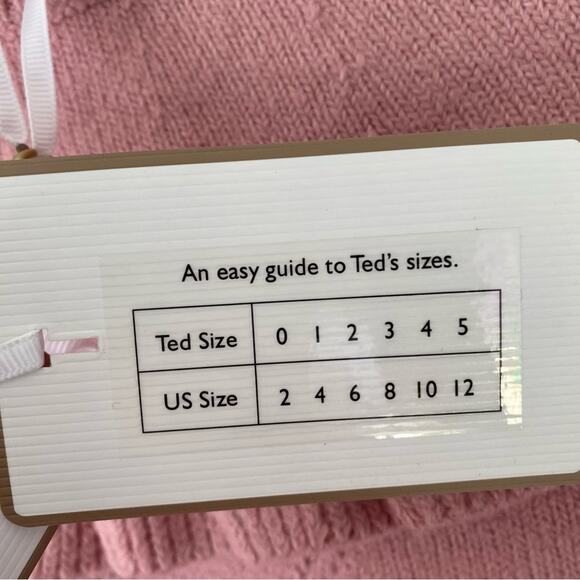 An easy guide to Ted's sizes.
Ted Size 0 1 2 3 4 5
US Size 2 4 6 8 10 12